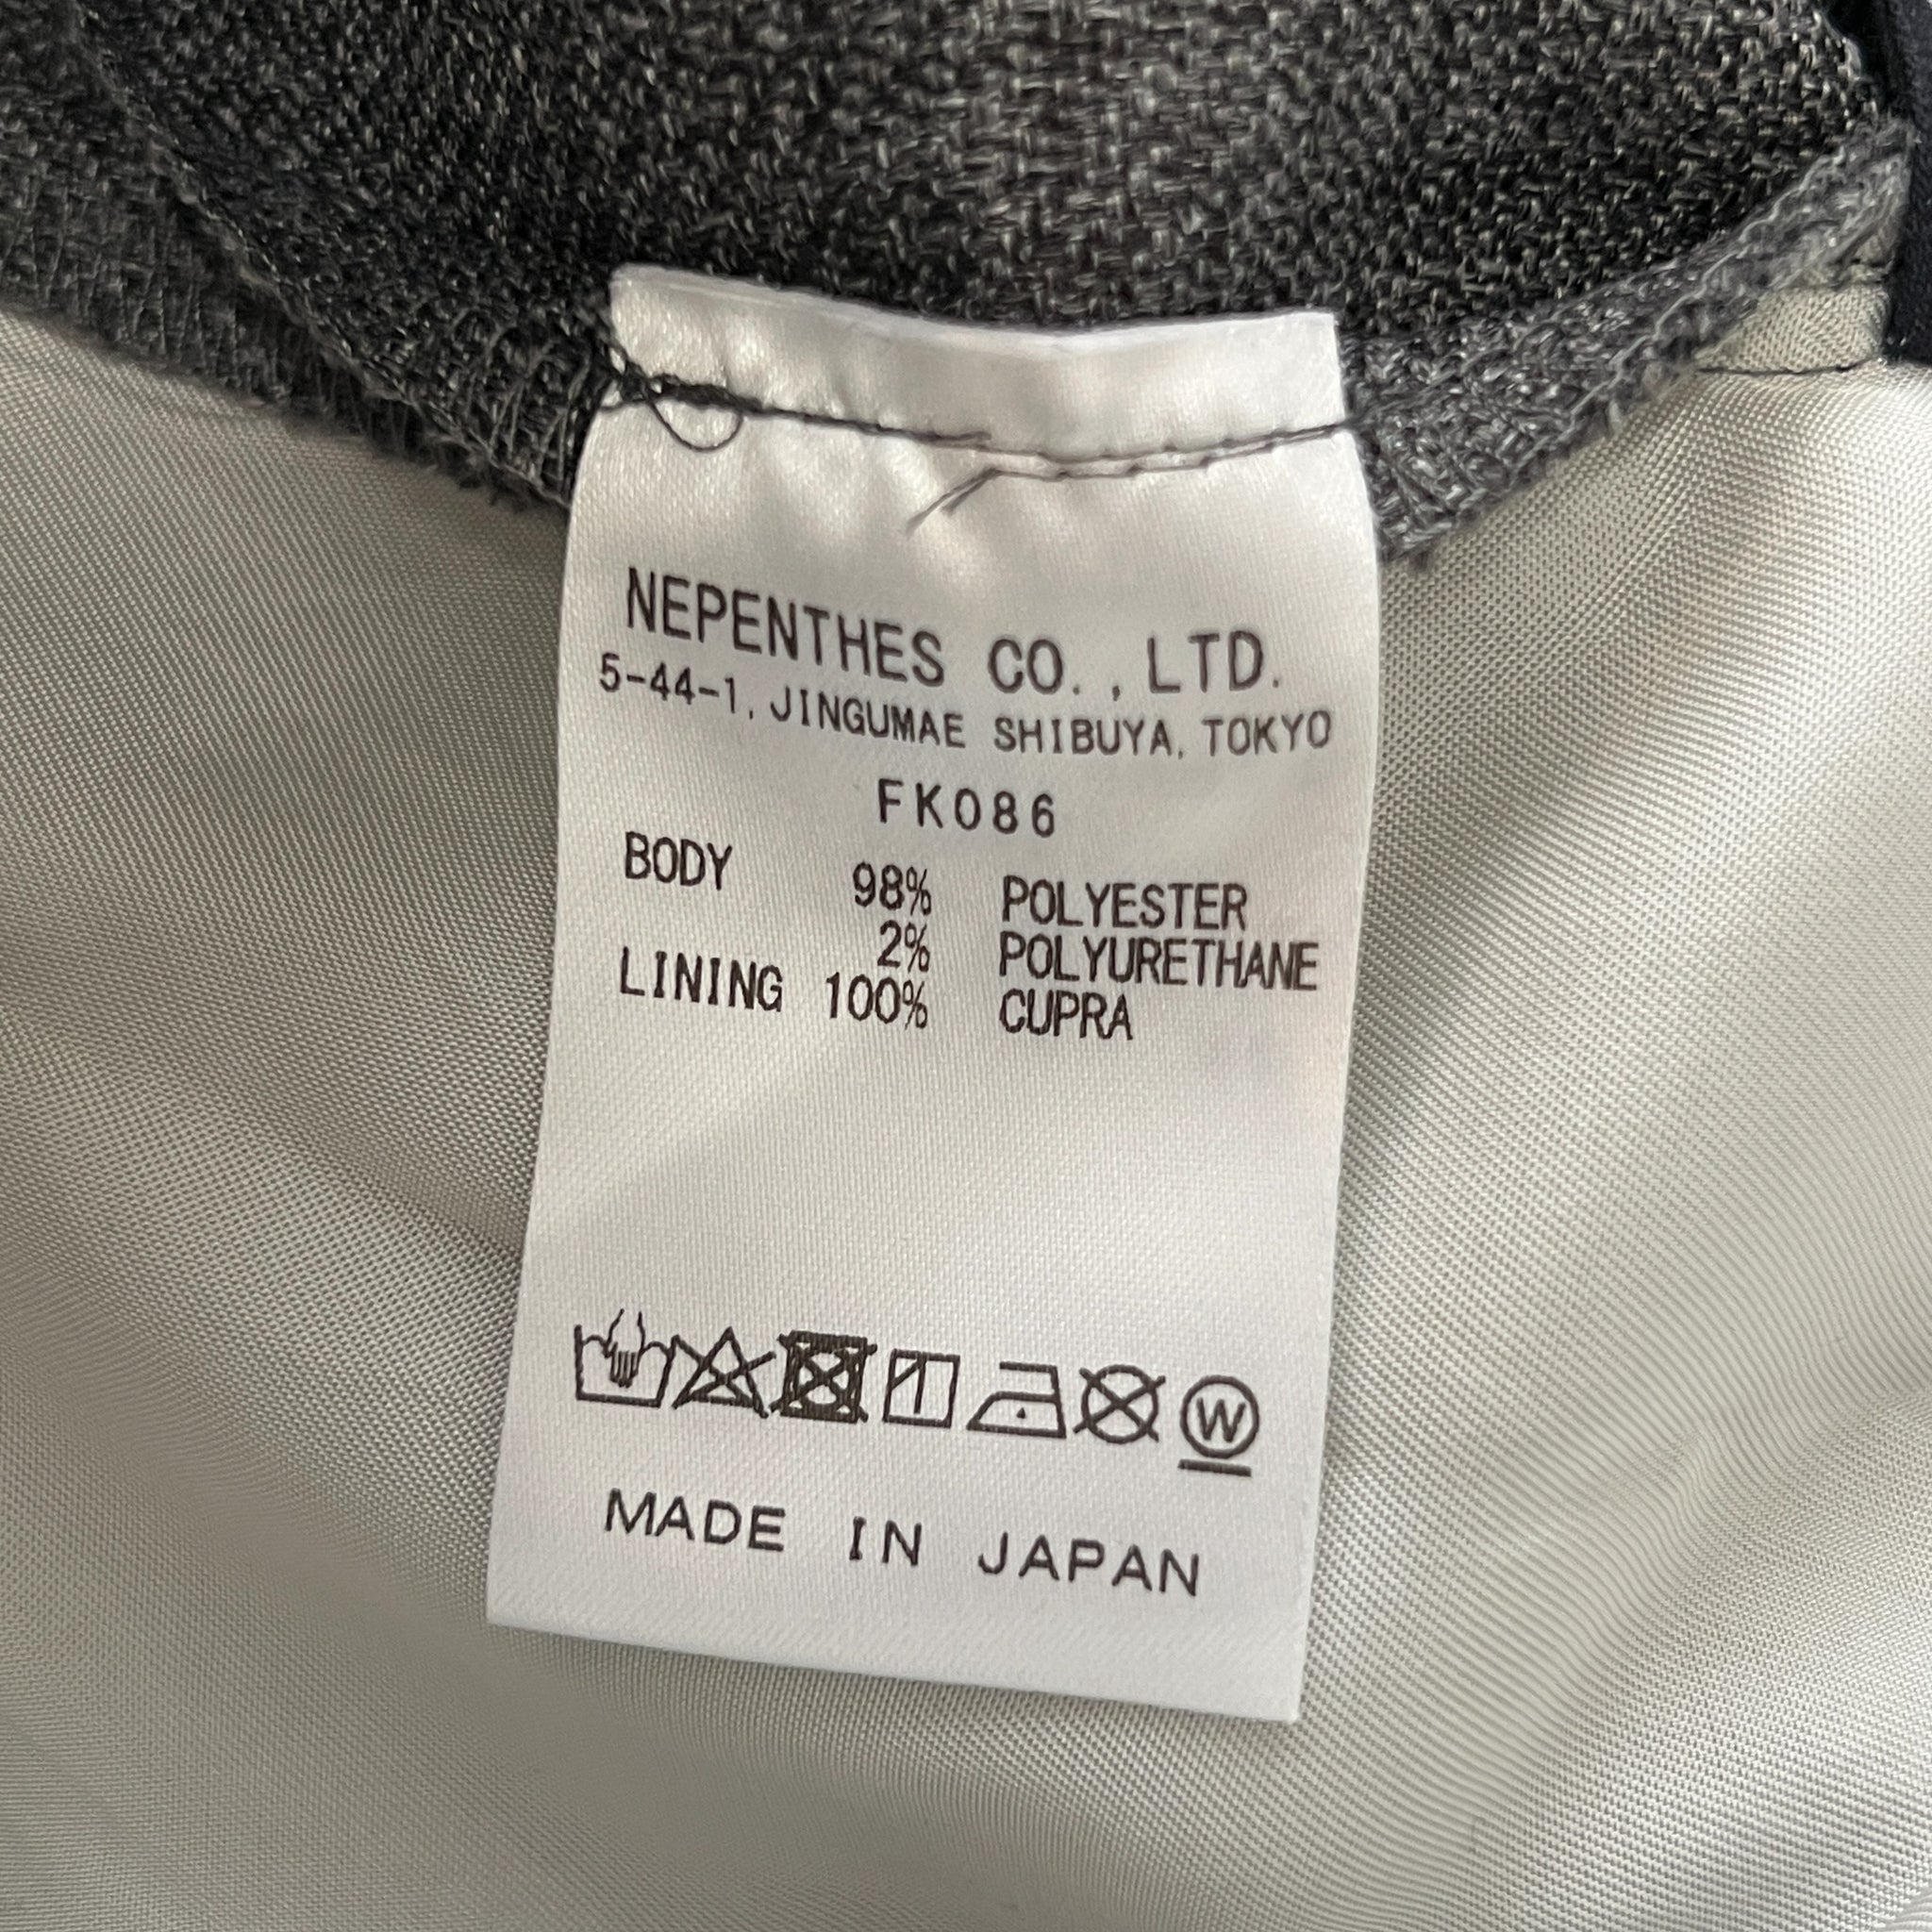 NEPENTHES CO.,LTD.
5-44-1, JINGUMAE SHIBUYA, TOKYO
FK086
BODY 98% POLYESTER
2% POLYURETHANE
LINING 100% CUPRA
W
MADE IN JAPAN